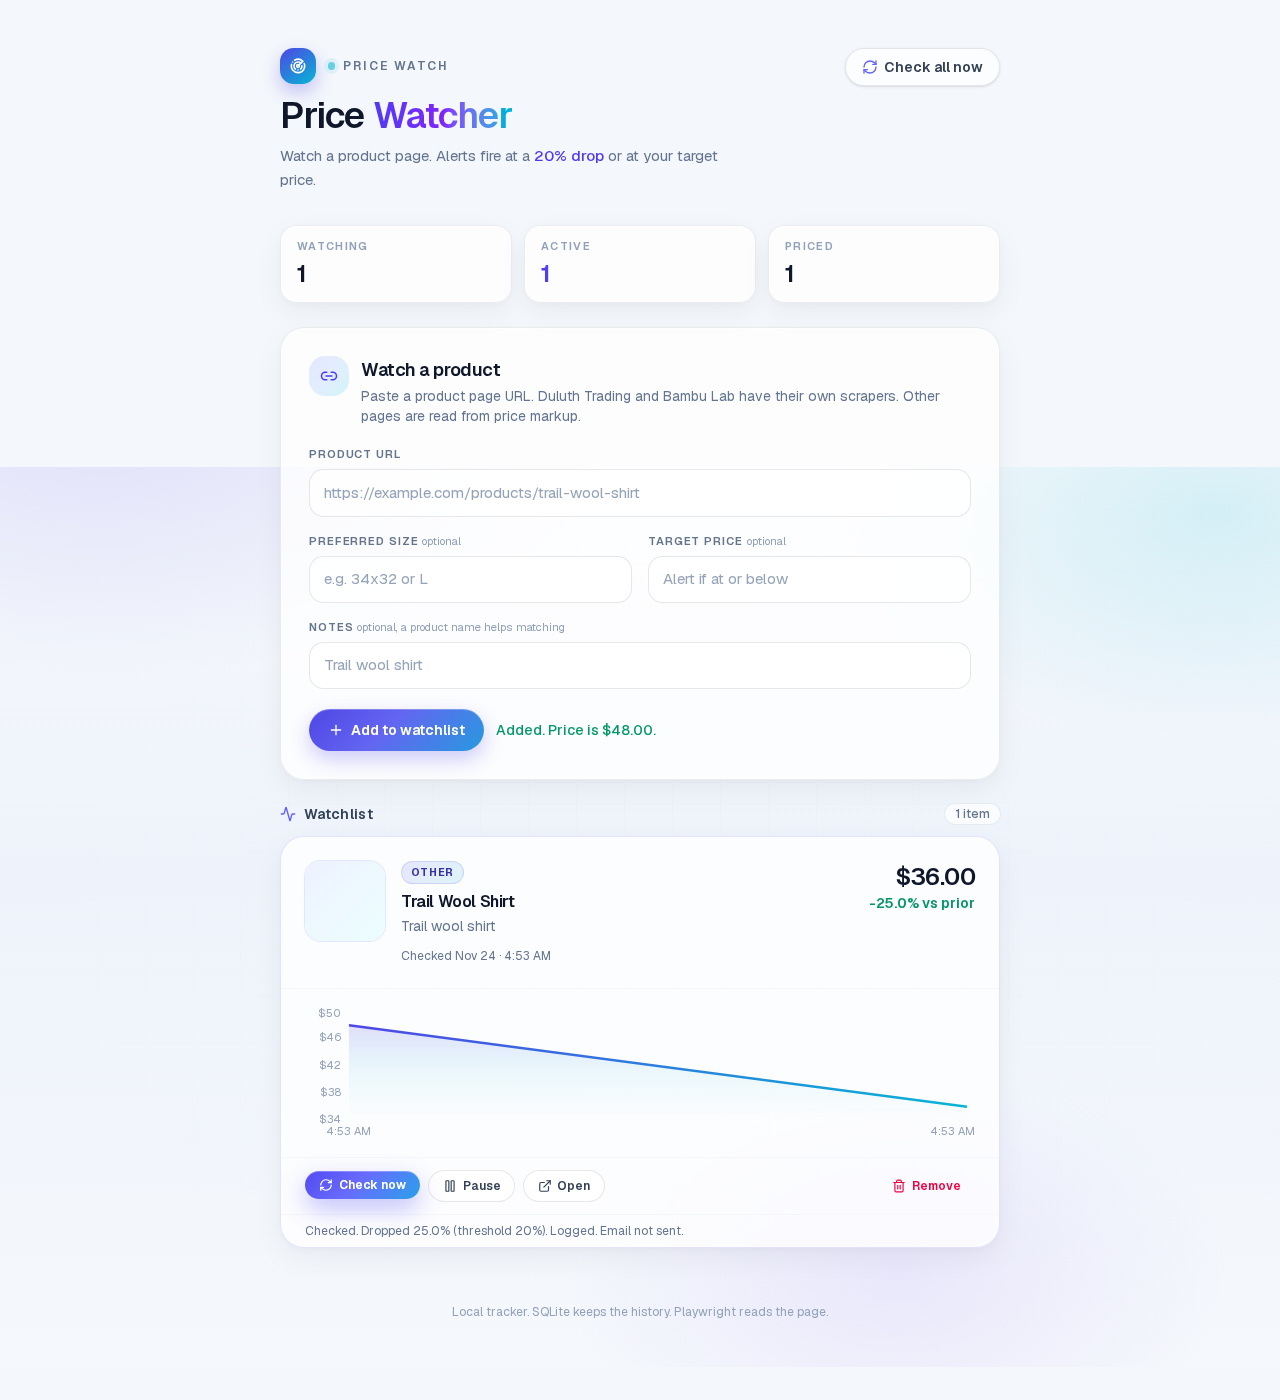 PRICE WATCH
Check all now
Price Watcher
Watch a product page. Alerts fire at a 20% drop or at your target
price.
WATCHING
1
ACTIVE
1
PRICED
1
Watch a product
Paste a product page URL. Duluth Trading and Bambu Lab have their own scrapers. Other
pages are read from price markup.
PRODUCT URL
https://example.com/products/trail-wool-shirt
PREFERRED SIZE optional
e.g. 34x32 or L
TARGET PRICE optional
Alert if at or below
NOTES optional, a product name helps matching
Trail wool shirt
Add to watchlist
Added. Price is $48.00.
Watchlist
1 item
OTHER
Trail Wool Shirt
Trail wool shirt
Checked Nov 24 · 4:53 AM
$36.00
-25.0% vs prior
$50
$46
$42
$38
$34
4:53 AM
4:53 AM
Check now
Pause
Open
Remove
Checked. Dropped 25.0% (threshold 20%). Logged. Email not sent.
Local tracker. SQLite keeps the history. Playwright reads the page.